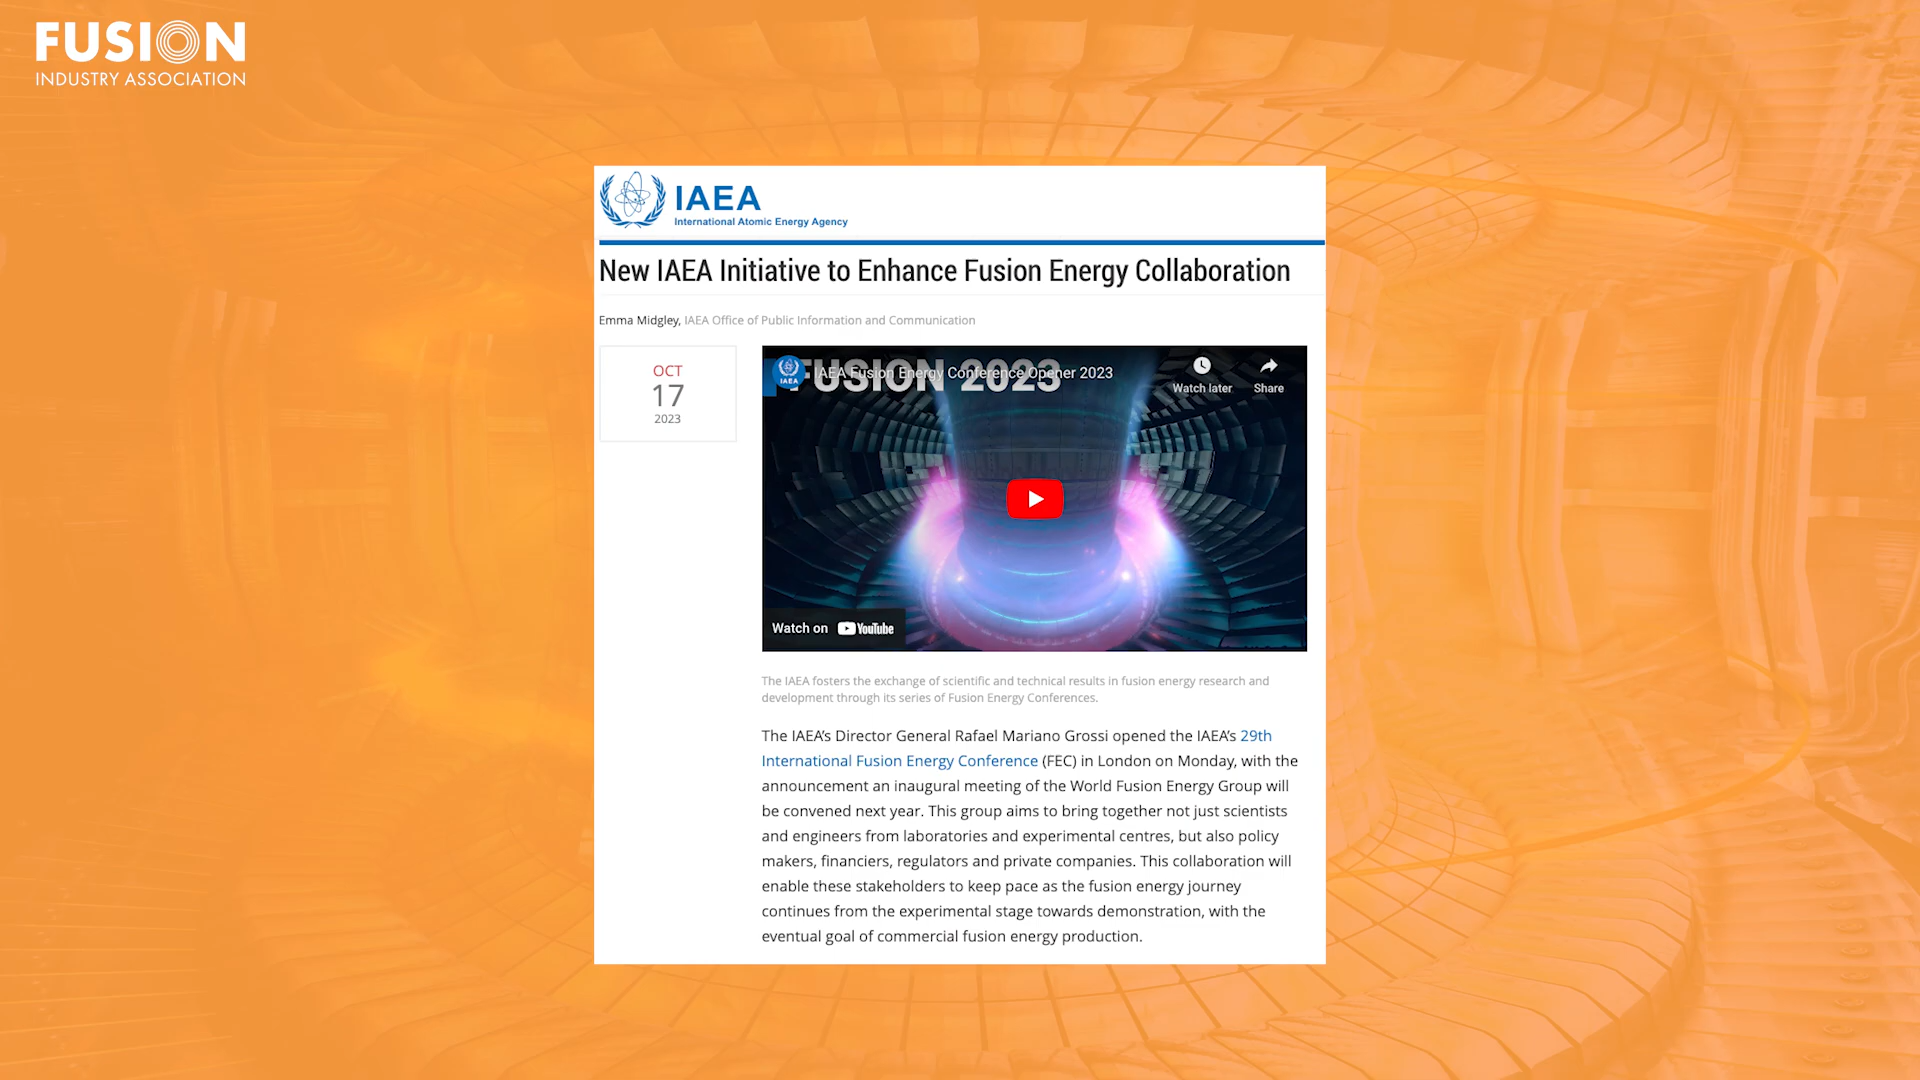 FUSION
INDUSTRY ASSOCIATION
IAEA
International Atomic Energy Agency
New IAEA Initiative to Enhance Fusion Energy Collaboration
Emma Midgley, IAEA Office of Public Information and Communication
OCT
17
2023
FUSION 2023
IAEA
IAEA Fusion Energy Conference Opener 2023
Watch later
Share
Watch on YouTube
The IAEA fosters the exchange of scientific and technical results in fusion energy research and
development through its series of Fusion Energy Conferences.
The IAEA's Director General Rafael Mariano Grossi opened the IAEA's 29th
International Fusion Energy Conference (FEC) in London on Monday, with the
announcement an inaugural meeting of the World Fusion Energy Group will
be convened next year. This group aims to bring together not just scientists
and engineers from laboratories and experimental centres, but also policy
makers, financiers, regulators and private companies. This collaboration will
enable these stakeholders to keep pace as the fusion energy journey
continues from the experimental stage towards demonstration, with the
eventual goal of commercial fusion energy production.